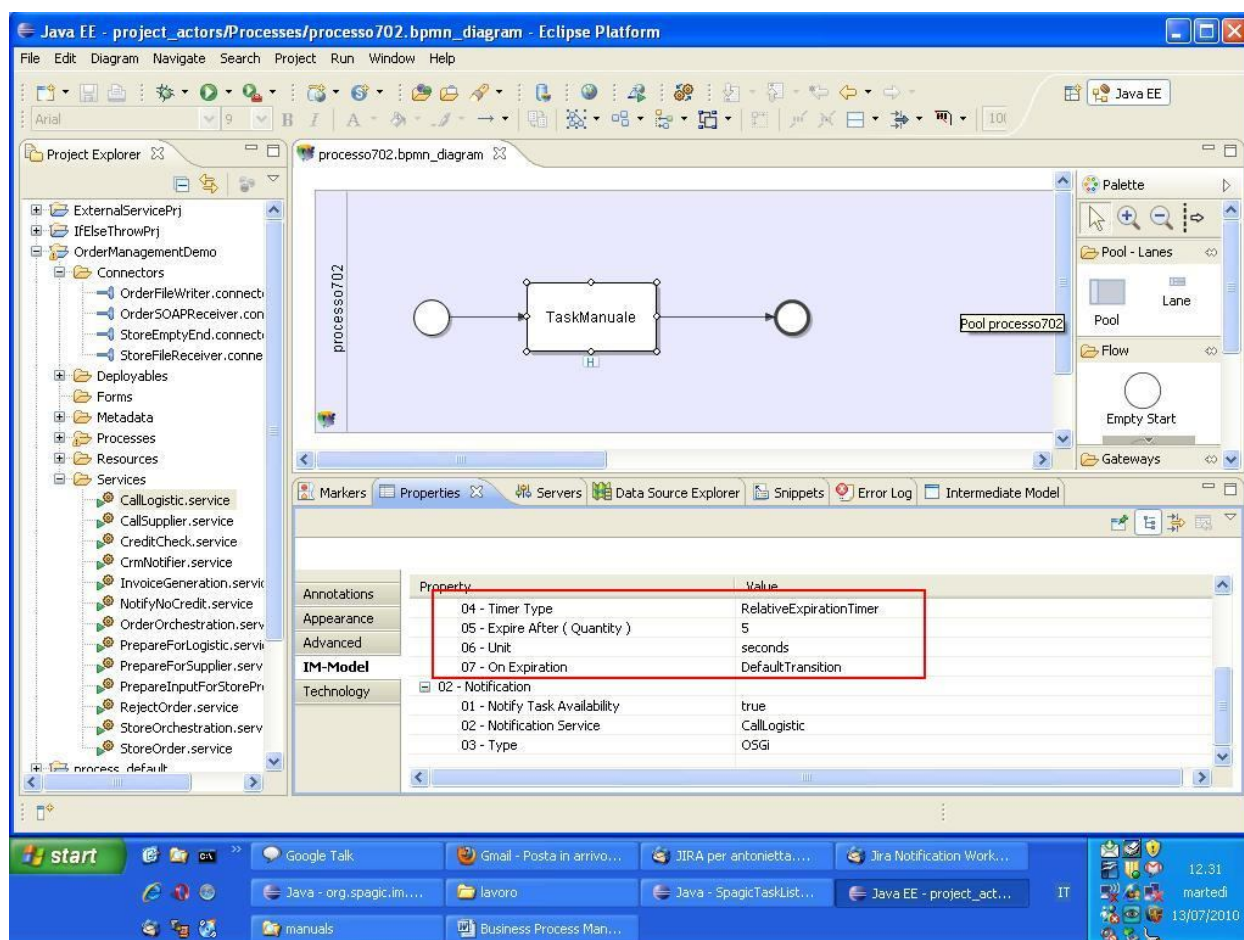 Java EE - project_actors/Processes/processo702.bpmn_diagram - Eclipse Platform
File Edit Diagram Navigate Search Project Run Window Help
Java EE
Arial 9 B I A 100
Project Explorer
processo702.bpmn_diagram
ExternalServicePrj
IfElseThrowPrj
OrderManagementDemo
Connectors
OrderFileWriter.connect
OrderSOAPReceiver.con
StoreEmptyEnd.connect
StoreFileReceiver.conne
Deployables
Forms
Metadata
Processes
Resources
Services
CallLogistic.service
CallSupplier.service
CreditCheck.service
CrmNotifier.service
InvoiceGeneration.servic
NotifyNoCredit.service
OrderOrchestration.serv
PrepareForLogistic.servi
PrepareForSupplier.serv
PrepareInputForStorePr
RejectOrder.service
StoreOrchestration.serv
StoreOrder.service
process_default
processo702
TaskManuale
H
Pool processo702
Palette
Pool - Lanes
Pool
Lane
Flow
Empty Start
Gateways
Markers Properties Servers Data Source Explorer Snippets Error Log Intermediate Model
Annotations
Appearance
Advanced
IM-Model
Technology
Property Value
04 - Timer Type RelativeExpirationTimer
05 - Expire After ( Quantity ) 5
06 - Unit seconds
07 - On Expiration DefaultTransition
02 - Notification
01 - Notify Task Availability true
02 - Notification Service CallLogistic
03 - Type OSGi
start
Google Talk
Gmail - Posta in arrivo...
JIRA per antonietta....
Jira Notification Work...
Java - org.spagic.im....
lavoro
Java - SpagicTaskList...
Java EE - project_act...
manuals
Business Process Man...
IT
12.31
martedì
13/07/2010